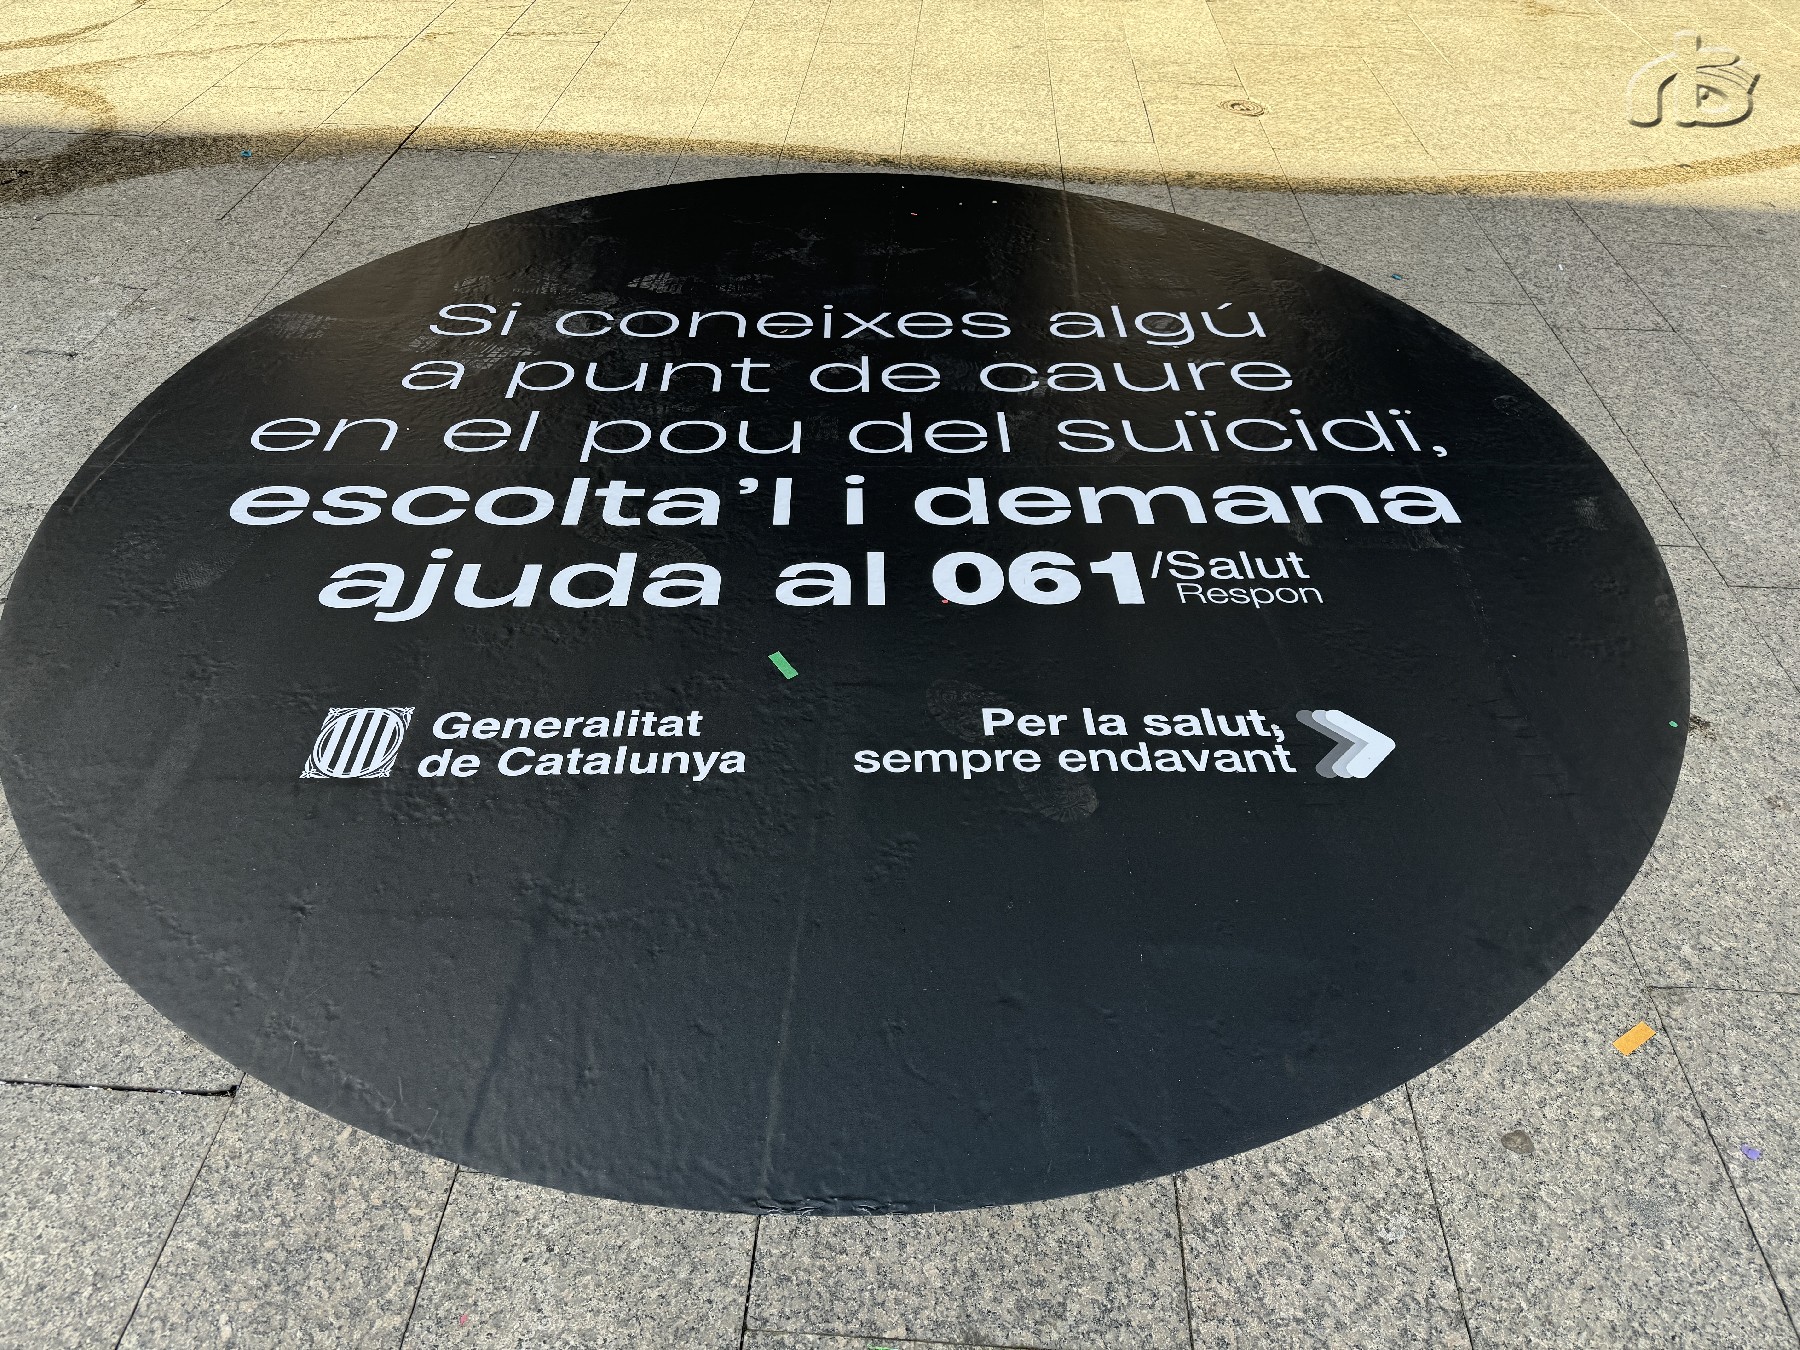 Si coneixes algú
a punt de caure
en el pou del suïcidï,
escolta'l i demana
ajuda al 061/Salut
Respon
Generalitat
de Catalunya
Per la salut,
sempre endavant